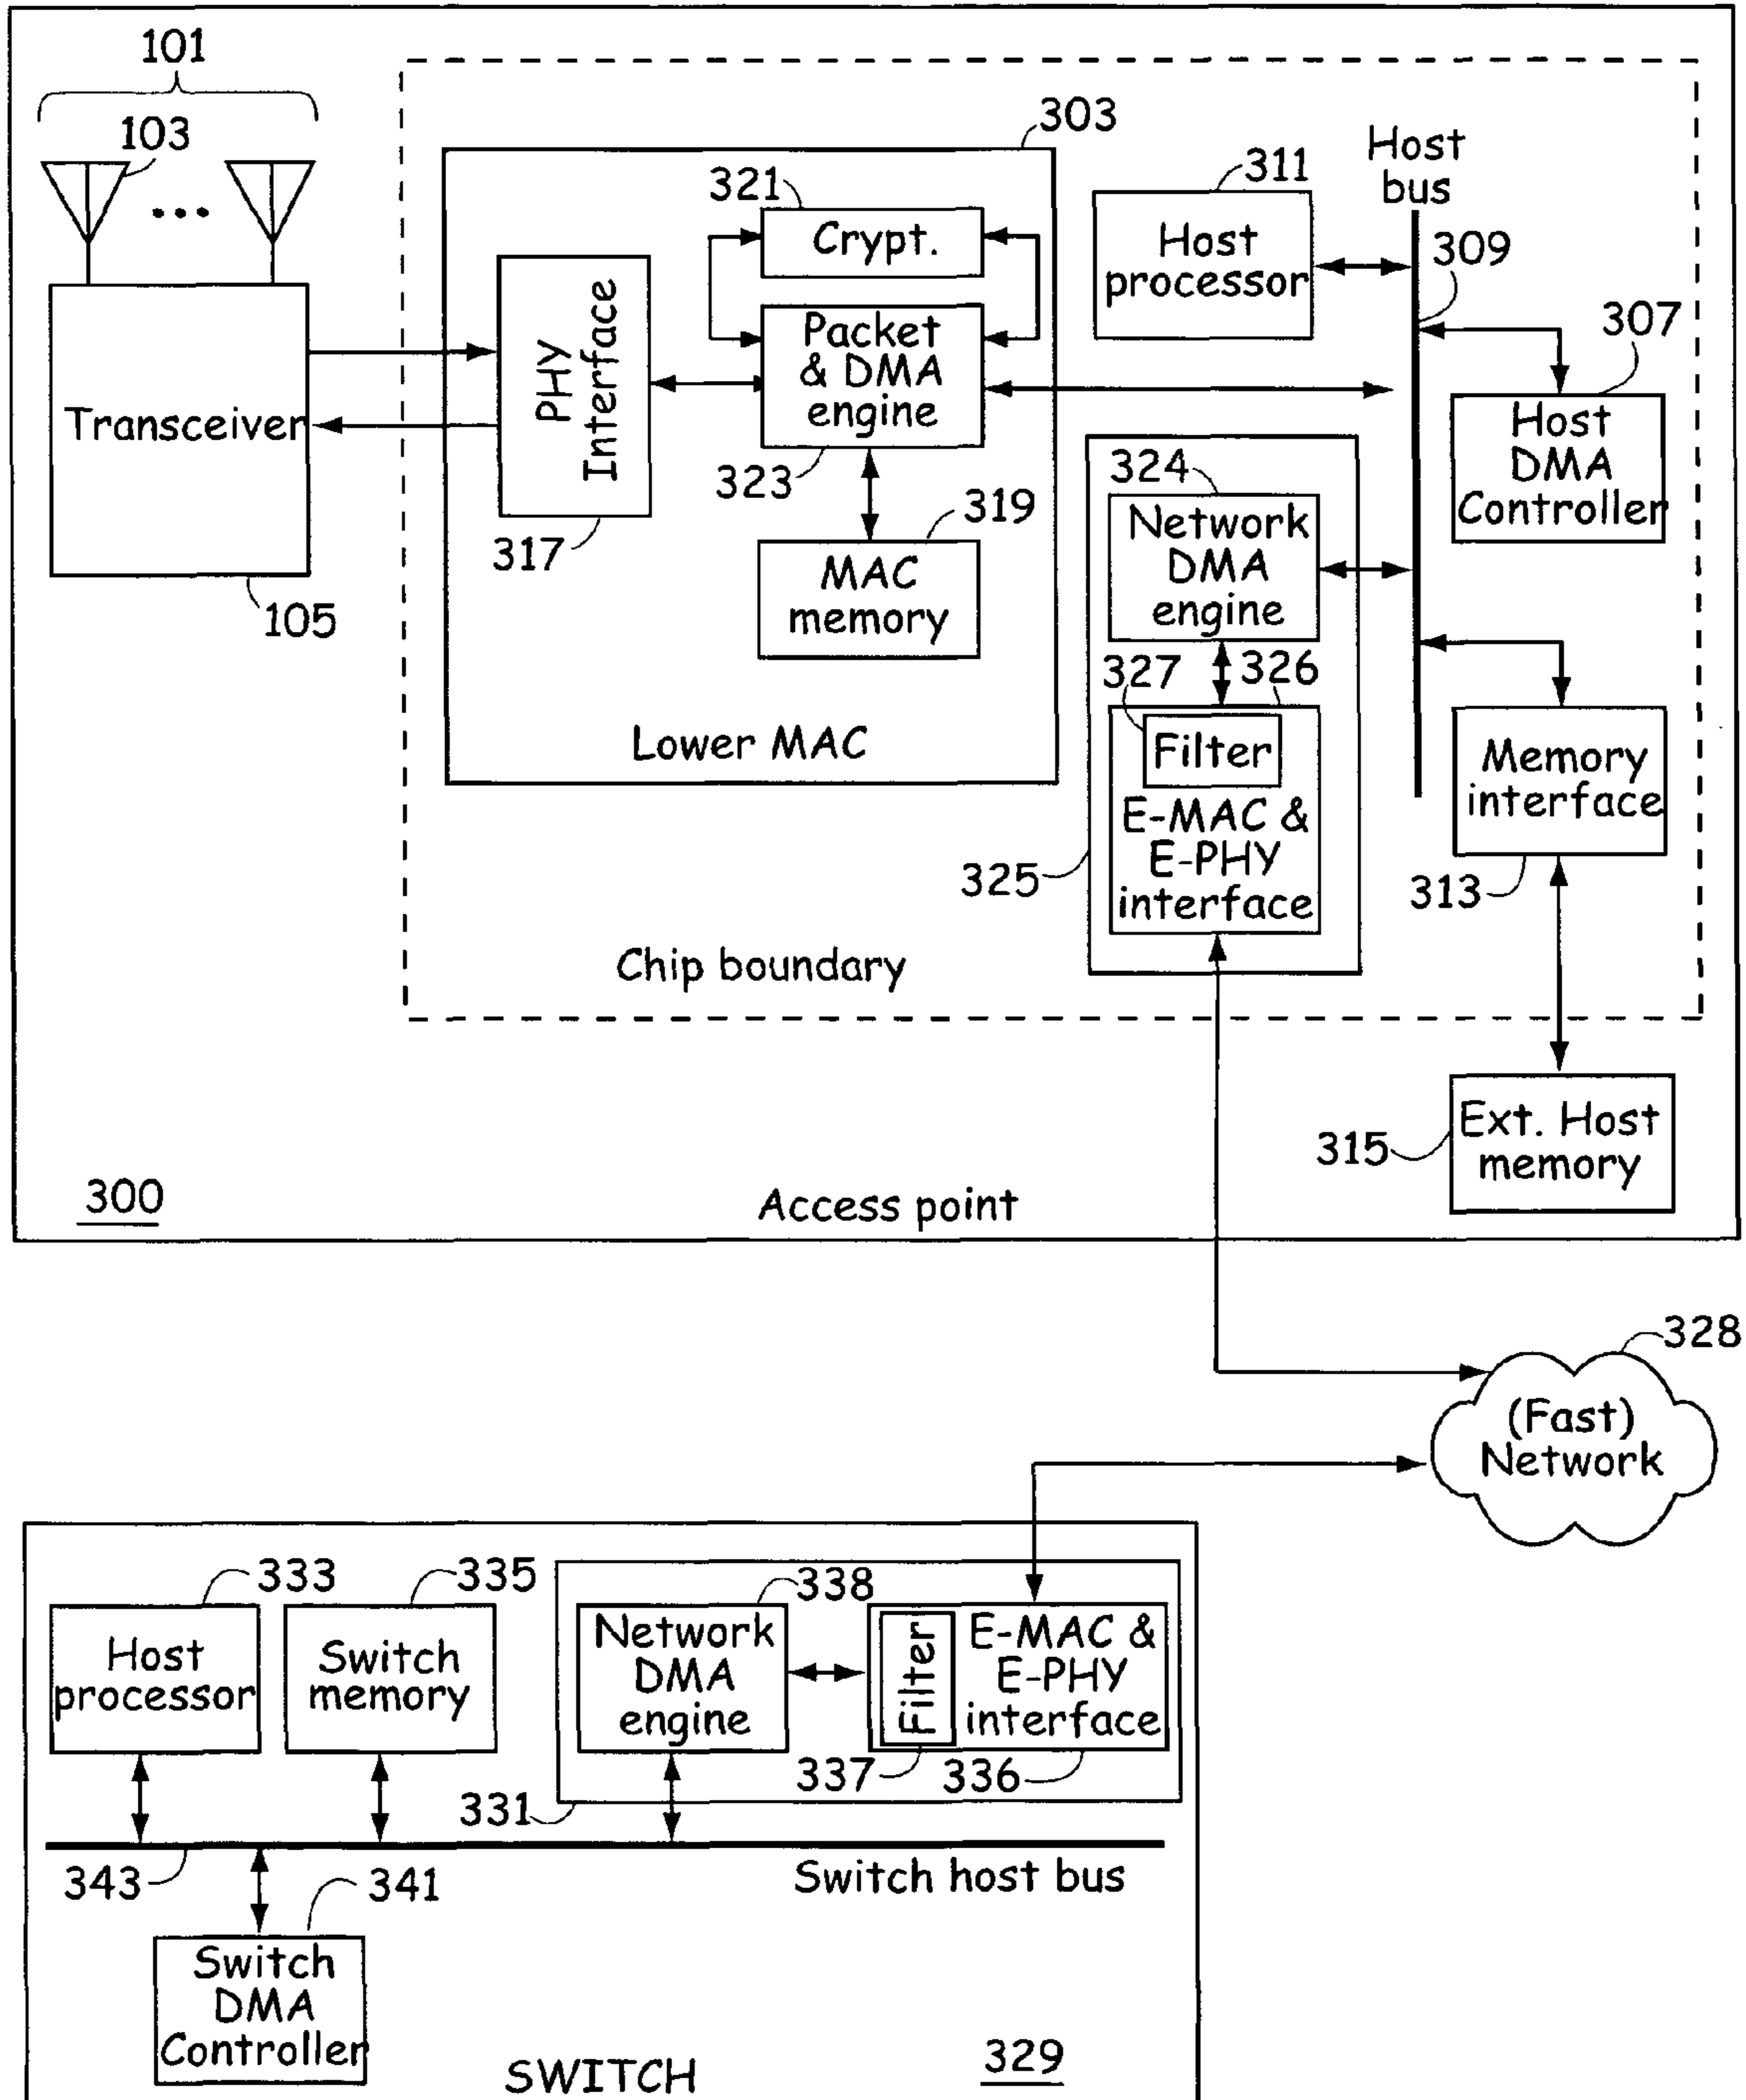 101
103
Transceiver
105
303
321
Crypt.
PHY
Interface
317
Packet
& DMA
engine
323
319
MAC
memory
Lower MAC
311
Host
processor
Host
bus
309
307
Host
DMA
Controller
324
Network
DMA
engine
327
326
Filter
E-MAC &
E-PHY
interface
325
Memory
interface
313
Chip boundary
315
Ext. Host
memory
300
Access point
328
(Fast)
Network
333
Host
processor
335
Switch
memory
338
Network
DMA
engine
Filter
E-MAC &
E-PHY
interface
337
336
331
343
Switch host bus
341
Switch
DMA
Controller
SWITCH
329